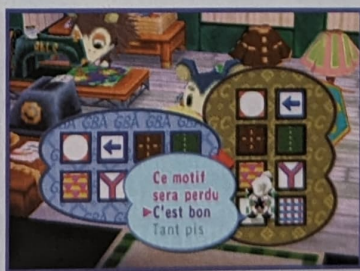 GBA GBA GBA GBA
Ce motif
sera perdu
►C'est bon
Tant pis